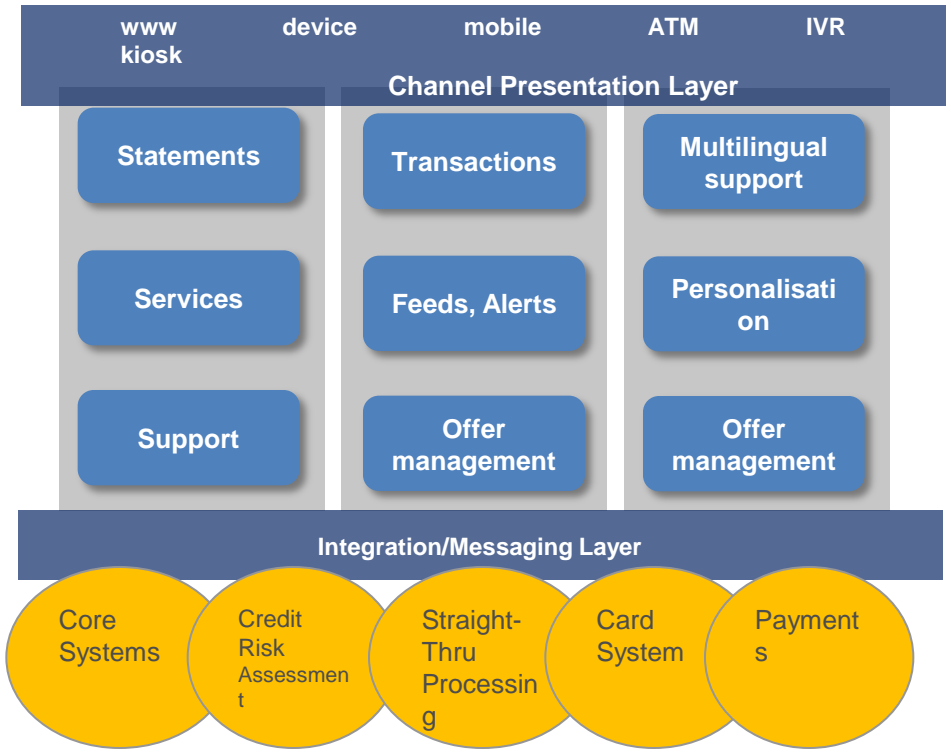 www device mobile ATM IVR
kiosk
Channel Presentation Layer
Statements
Transactions
Multilingual
support
Services
Feeds, Alerts
Personalisati
on
Support
Offer
management
Offer
management
Integration/Messaging Layer
Core
Systems
Credit
Risk
Assessmen
t
Straight-
Thru
Processin
g
Card
System
Payment
s